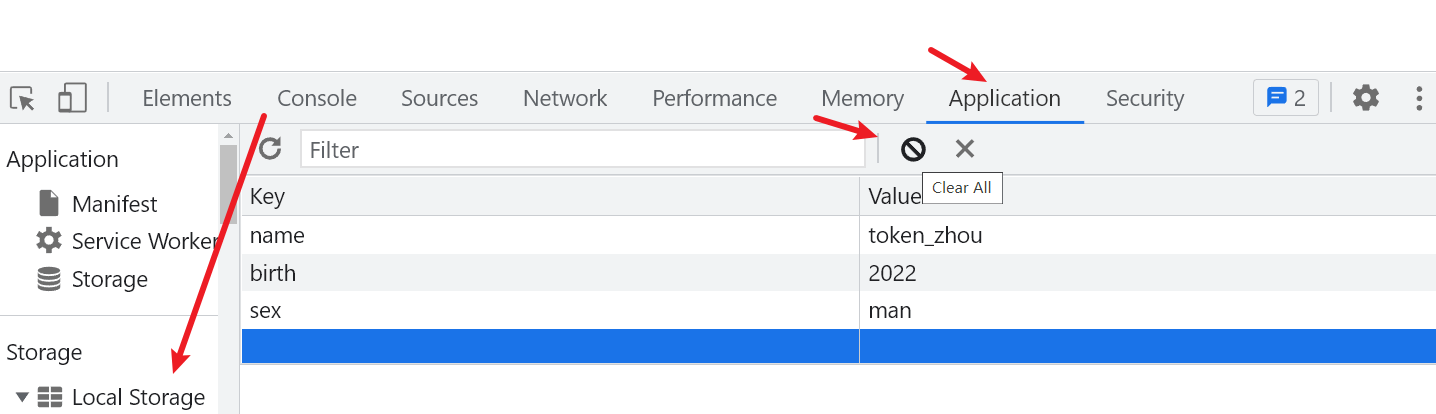 Elements Console Sources Network Performance Memory Application Security 2
Application
Manifest
Service Worker
Storage
Storage
Local Storage
Filter
Clear All
Key Value
name token_zhou
birth 2022
sex man